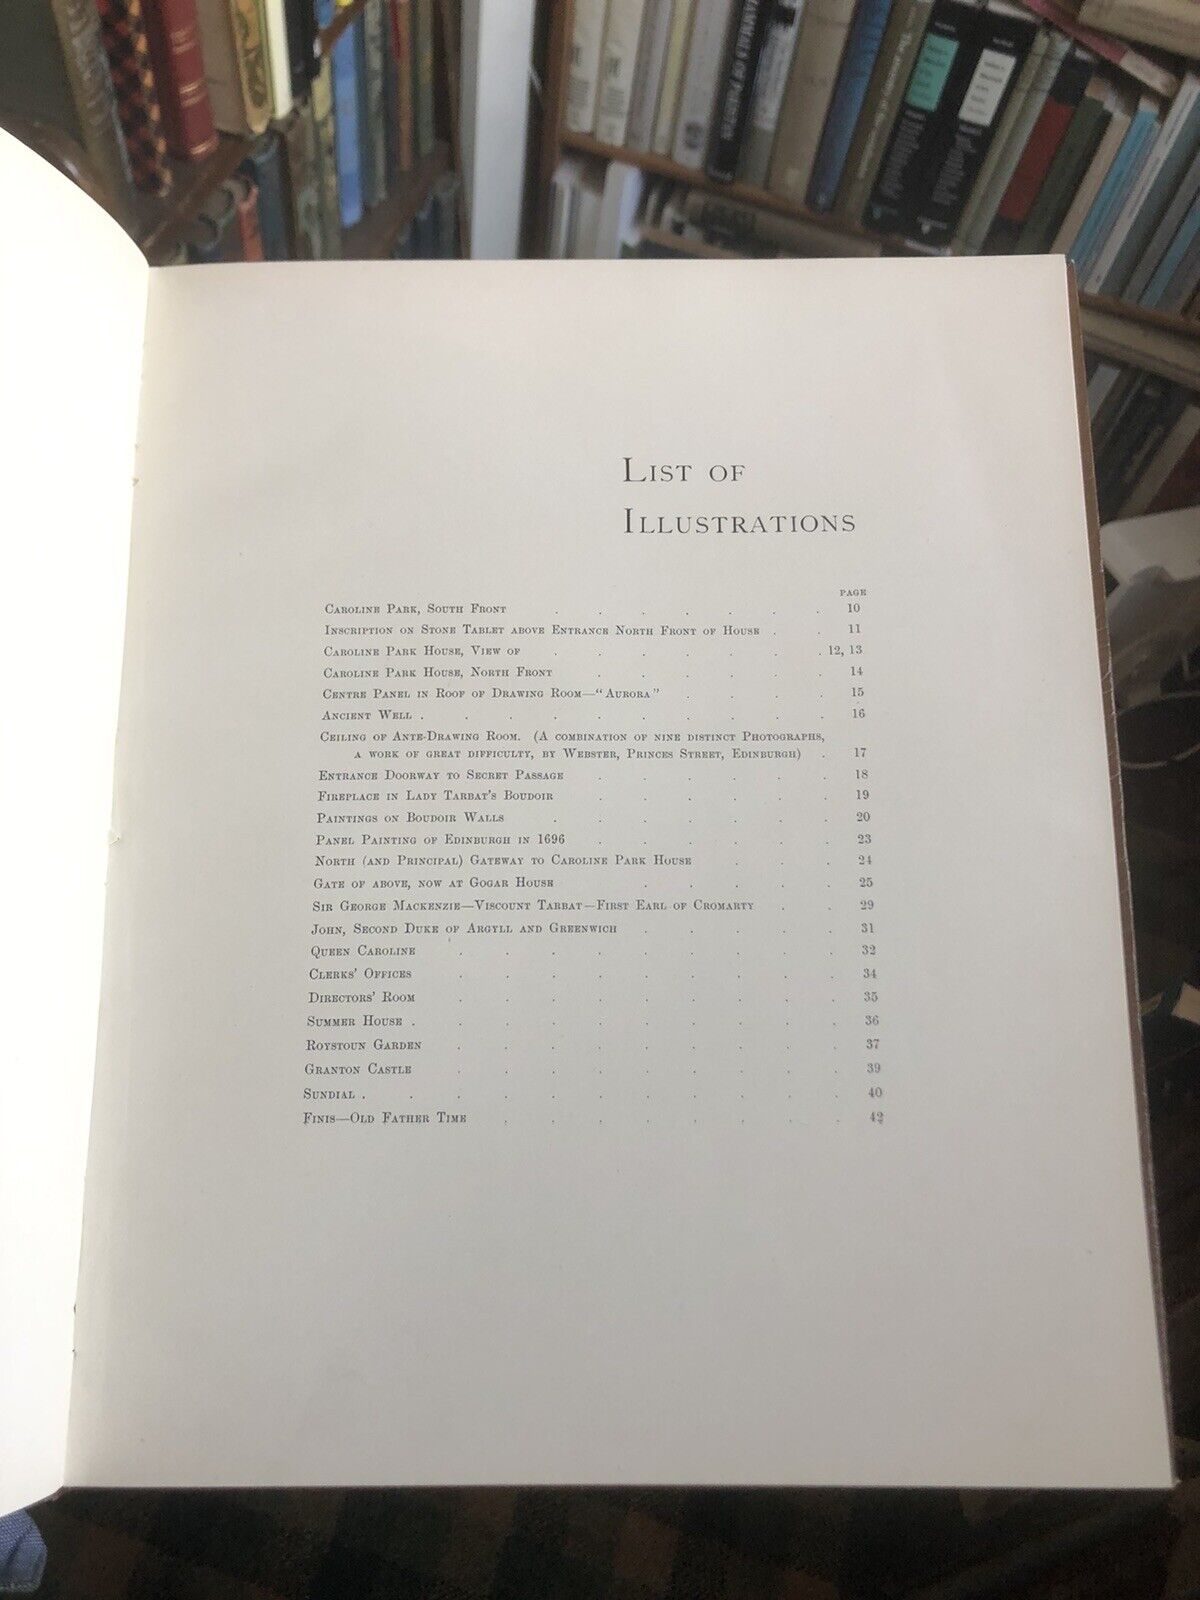 List of
Illustrations
PAGE
Caroline Park, South Front . . . . . . . 10
Inscription on Stone Tablet above Entrance North Front of House . . 11
Caroline Park House, View of . . . . . . . 12, 13
Caroline Park House, North Front . . . . . . 14
Centre Panel in Roof of Drawing Room—"Aurora" . . . . 15
Ancient Well . . . . . . . . . . 16
Ceiling of Ante-Drawing Room. (A combination of nine distinct Photographs,
a work of great difficulty, by Webster, Princes Street, Edinburgh) . 17
Entrance Doorway to Secret Passage . . . . . . 18
Fireplace in Lady Tarbat's Boudoir . . . . . . 19
Paintings on Boudoir Walls . . . . . . . 20
Panel Painting of Edinburgh in 1696 . . . . . . 23
North (and Principal) Gateway to Caroline Park House . . . 24
Gate of above, now at Gogar House . . . . . 25
Sir George Mackenzie—Viscount Tarbat—First Earl of Cromarty . . 29
John, Second Duke of Argyll and Greenwich . . . . . 31
Queen Caroline . . . . . . . . . 32
Clerks' Offices . . . . . . . . . 34
Directors' Room . . . . . . . . . 35
Summer House . . . . . . . . . . 36
Roystoun Garden . . . . . . . . . 37
Granton Castle . . . . . . . . . 39
Sundial . . . . . . . . . . . 40
Finis—Old Father Time . . . . . . . . 42